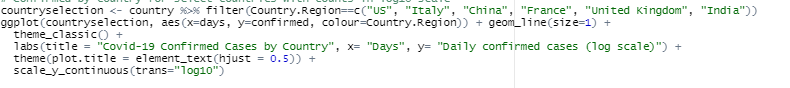 countryselection <- country %>% filter(Country.Region==c("US", "Italy", "China", "France", "United Kingdom", "India"))
ggplot(countryselection, aes(x=days, y=confirmed, colour=Country.Region)) + geom_line(size=1) +
  theme_classic() +
  labs(title = "Covid-19 Confirmed Cases by Country", x= "Days", y= "Daily confirmed cases (log scale)") +
  theme(plot.title = element_text(hjust = 0.5)) +
  scale_y_continuous(trans="log10")